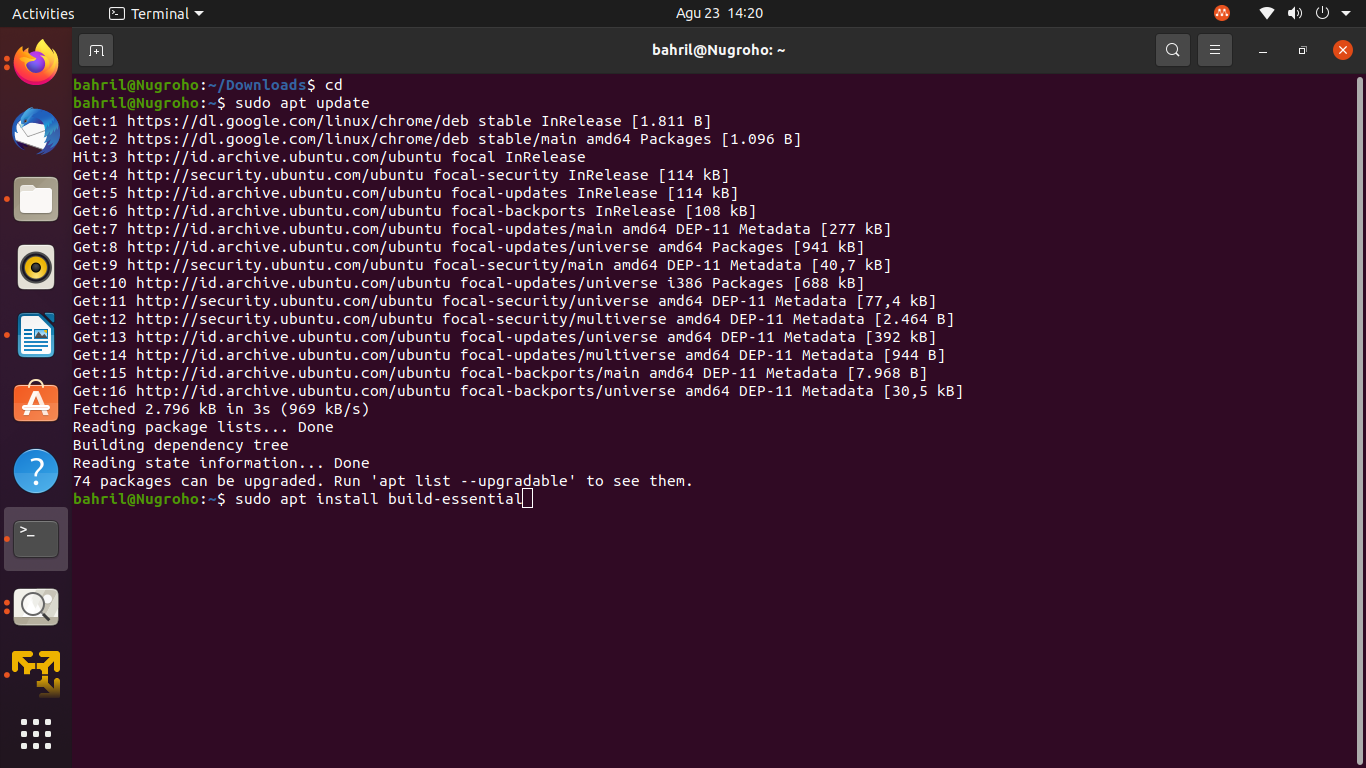 Activities Terminal Agu 23 14:20
bahril@Nugroho: ~
bahril@Nugroho:~/Downloads$ cd
bahril@Nugroho:~$ sudo apt update
Get:1 https://dl.google.com/linux/chrome/deb stable InRelease [1.811 B]
Get:2 https://dl.google.com/linux/chrome/deb stable/main amd64 Packages [1.096 B]
Hit:3 http://id.archive.ubuntu.com/ubuntu focal InRelease
Get:4 http://security.ubuntu.com/ubuntu focal-security InRelease [114 kB]
Get:5 http://id.archive.ubuntu.com/ubuntu focal-updates InRelease [114 kB]
Get:6 http://id.archive.ubuntu.com/ubuntu focal-backports InRelease [108 kB]
Get:7 http://id.archive.ubuntu.com/ubuntu focal-updates/main amd64 DEP-11 Metadata [277 kB]
Get:8 http://id.archive.ubuntu.com/ubuntu focal-updates/universe amd64 Packages [941 kB]
Get:9 http://security.ubuntu.com/ubuntu focal-security/main amd64 DEP-11 Metadata [40,7 kB]
Get:10 http://id.archive.ubuntu.com/ubuntu focal-updates/universe i386 Packages [688 kB]
Get:11 http://security.ubuntu.com/ubuntu focal-security/universe amd64 DEP-11 Metadata [77,4 kB]
Get:12 http://security.ubuntu.com/ubuntu focal-security/multiverse amd64 DEP-11 Metadata [2.464 B]
Get:13 http://id.archive.ubuntu.com/ubuntu focal-updates/universe amd64 DEP-11 Metadata [392 kB]
Get:14 http://id.archive.ubuntu.com/ubuntu focal-updates/multiverse amd64 DEP-11 Metadata [944 B]
Get:15 http://id.archive.ubuntu.com/ubuntu focal-backports/main amd64 DEP-11 Metadata [7.968 B]
Get:16 http://id.archive.ubuntu.com/ubuntu focal-backports/universe amd64 DEP-11 Metadata [30,5 kB]
Fetched 2.796 kB in 3s (969 kB/s)
Reading package lists... Done
Building dependency tree
Reading state information... Done
74 packages can be upgraded. Run 'apt list --upgradable' to see them.
bahril@Nugroho:~$ sudo apt install build-essential